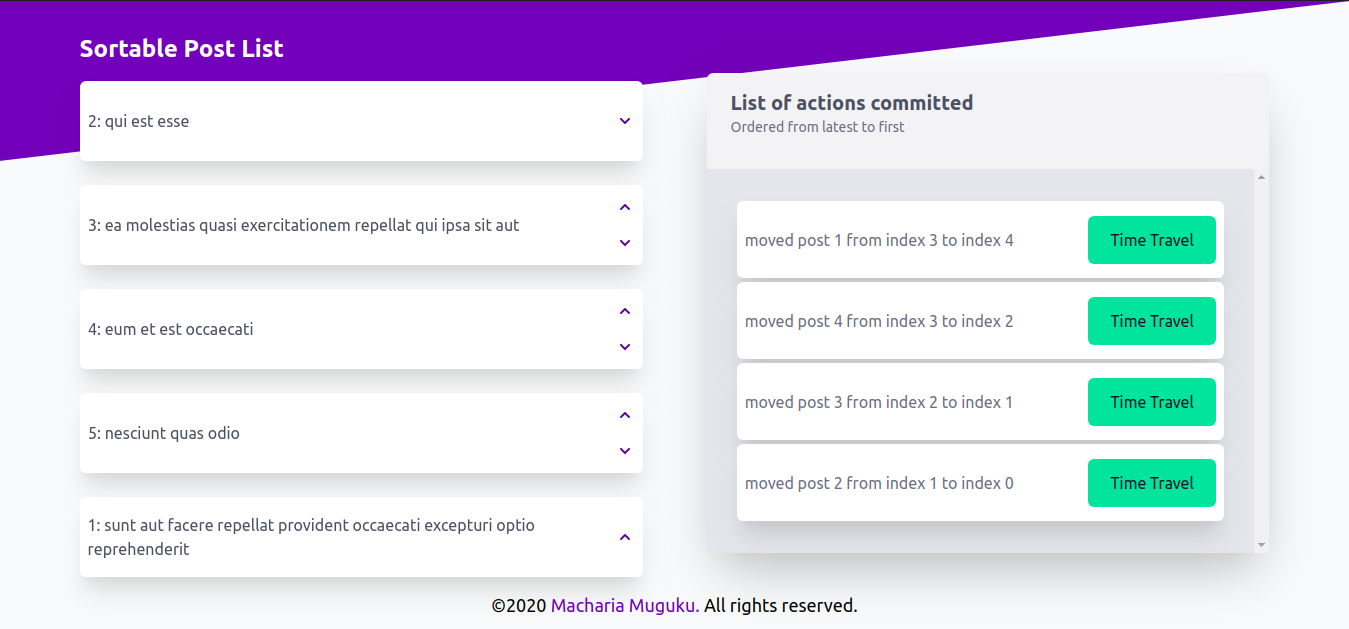 Sortable Post List
2: qui est esse
3: ea molestias quasi exercitationem repellat qui ipsa sit aut
4: eum et est occaecati
5: nesciunt quas odio
1: sunt aut facere repellat provident occaecati excepturi optio
reprehenderit
List of actions committed
Ordered from latest to first
moved post 1 from index 3 to index 4
Time Travel
moved post 4 from index 3 to index 2
Time Travel
moved post 3 from index 2 to index 1
Time Travel
moved post 2 from index 1 to index 0
Time Travel
©2020 Macharia Muguku. All rights reserved.